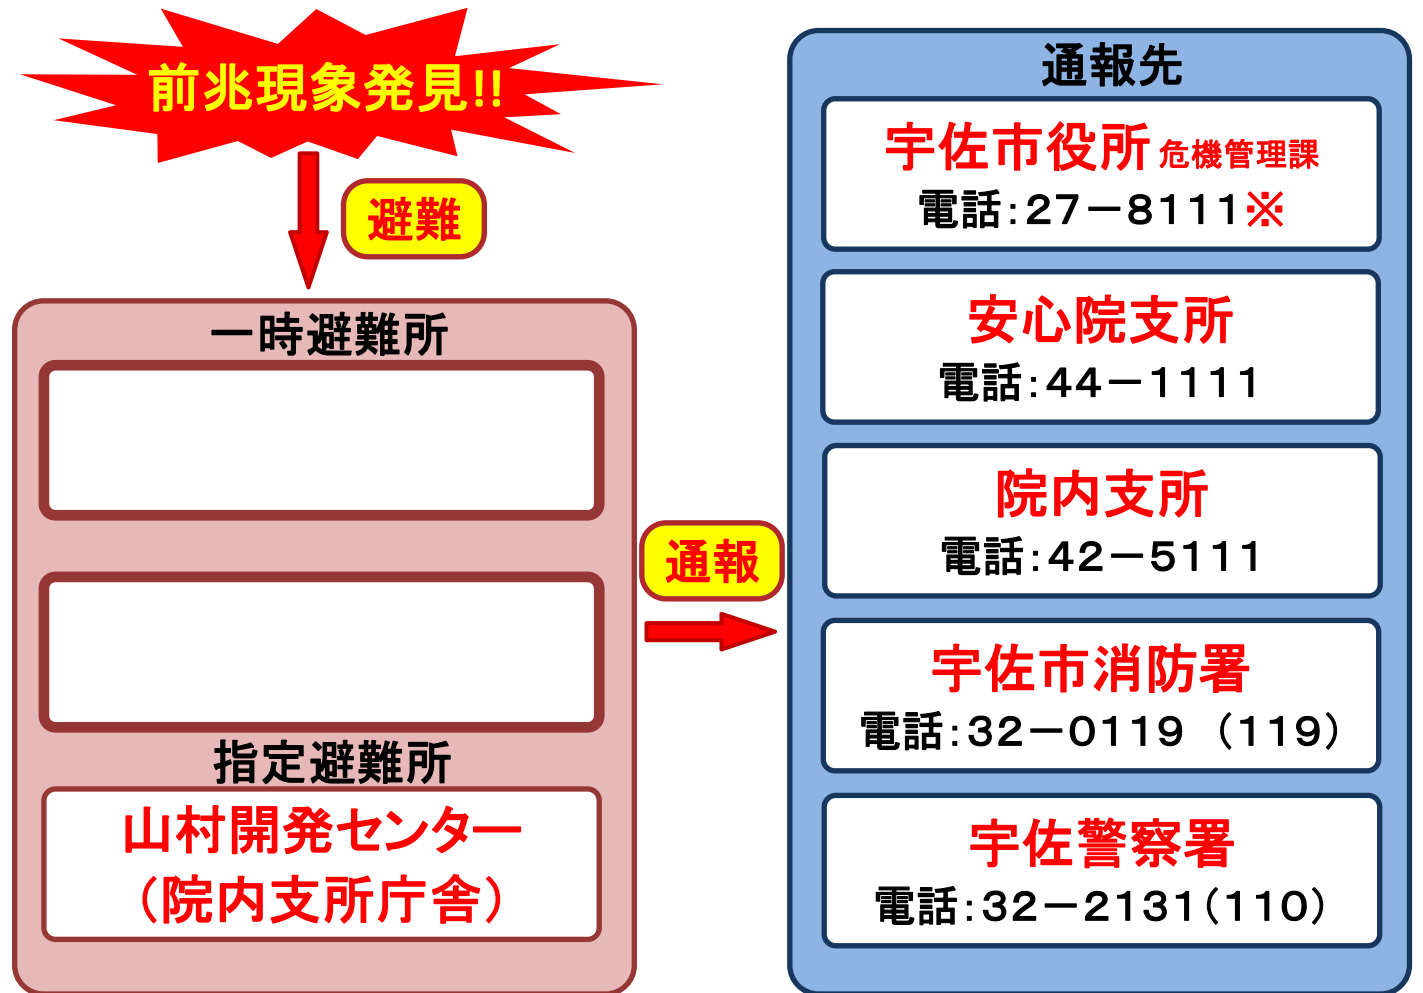 前兆現象発見!!
避難
一時避難所
指定避難所
山村開発センター
（院内支所庁舎）
通報
通報先
宇佐市役所 危機管理課
電話：２７－８１１１※
安心院支所
電話：４４－１１１１
院内支所
電話：４２－５１１１
宇佐市消防署
電話：３２－０１１９　（１１９）
宇佐警察署
電話：３２－２１３１（１１０）